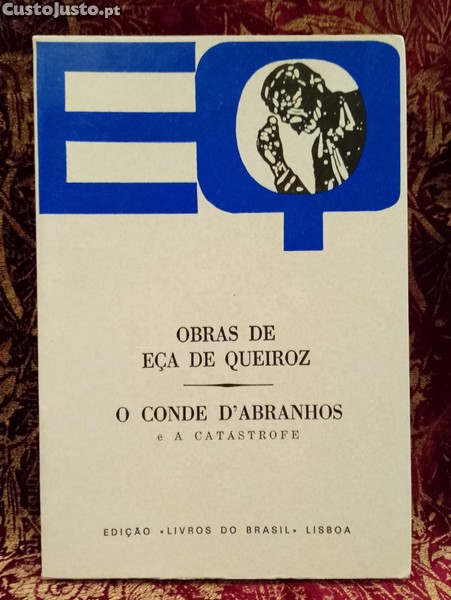 CustoJusto.pt
EQ
OBRAS DE
EÇA DE QUEIROZ
O CONDE D'ABRANHOS
e A CATÁSTROFE
EDIÇÃO «LIVROS DO BRASIL» LISBOA